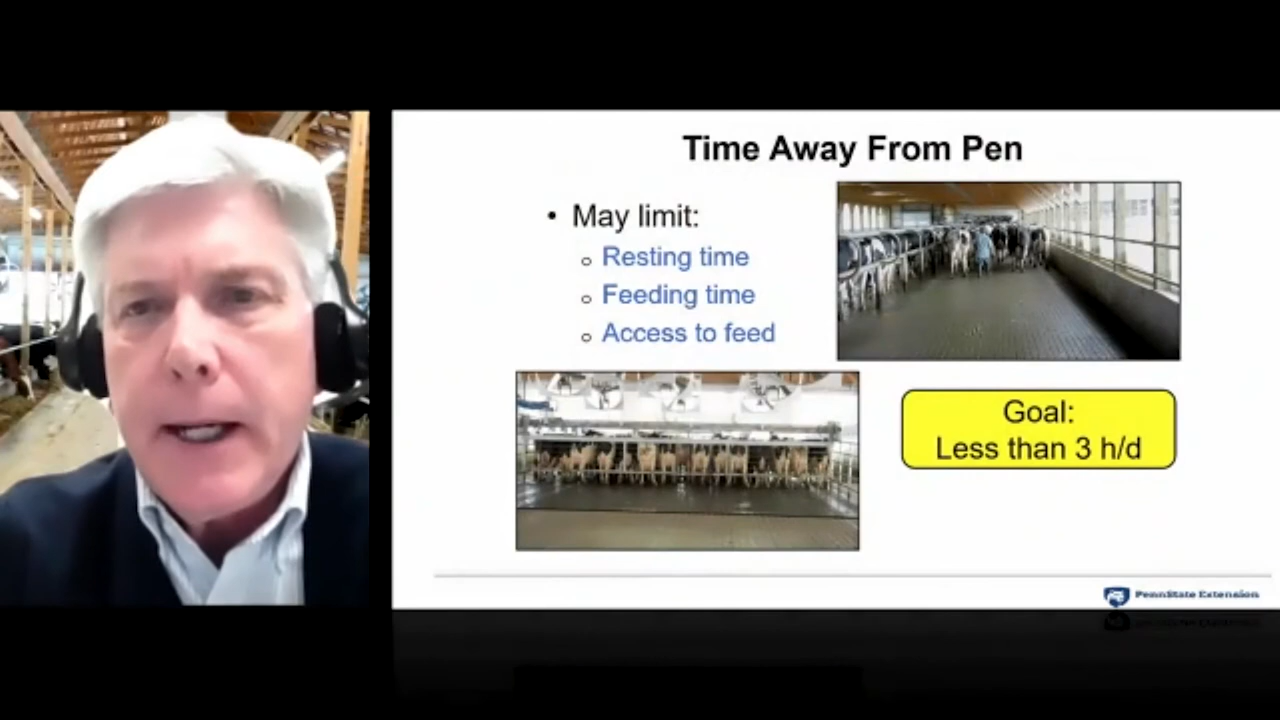 Time Away From Pen
• May limit:
o Resting time
o Feeding time
o Access to feed
Goal:
Less than 3 h/d
PennState Extension